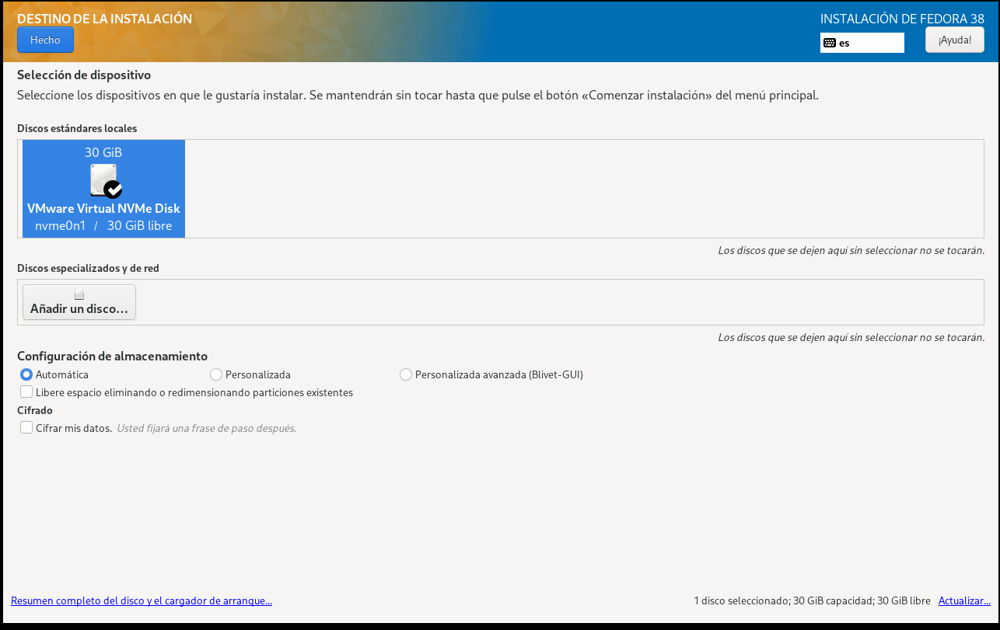 DESTINO DE LA INSTALACIÓN
INSTALACIÓN DE FEDORA 38
Hecho
es
¡Ayuda!
Selección de dispositivo
Seleccione los dispositivos en que le gustaría instalar. Se mantendrán sin tocar hasta que pulse el botón «Comenzar instalación» del menú principal.
Discos estándares locales
30 GiB
VMware Virtual NVMe Disk
nvme0n1 / 30 GiB libre
Los discos que se dejen aquí sin seleccionar no se tocarán.
Discos especializados y de red
Añadir un disco...
Los discos que se dejen aquí sin seleccionar no se tocarán.
Configuración de almacenamiento
Automática Personalizada Personalizada avanzada (Blivet-GUI)
Libere espacio eliminando o redimensionando particiones existentes
Cifrado
Cifrar mis datos. Usted fijará una frase de paso después.
Resumen completo del disco y el cargador de arranque... 1 disco seleccionado; 30 GiB capacidad; 30 GiB libre Actualizar...